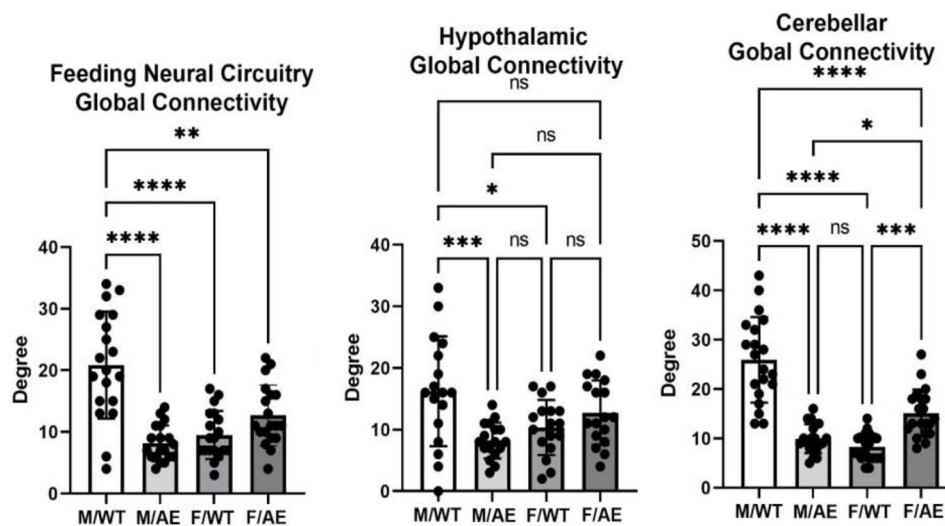 Feeding Neural Circuitry
Global Connectivity
**
****
****
40
30
20
10
0
Degree
M/WT M/AE F/WT F/AE
Hypothalamic
Global Connectivity
ns
ns
*
*** ns ns
40
30
20
10
0
Degree
M/WT M/AE F/WT F/AE
Cerebellar
Gobal Connectivity
****
*
****
**** ns ***
50
40
30
20
10
0
Degree
M/WT M/AE F/WT F/AE